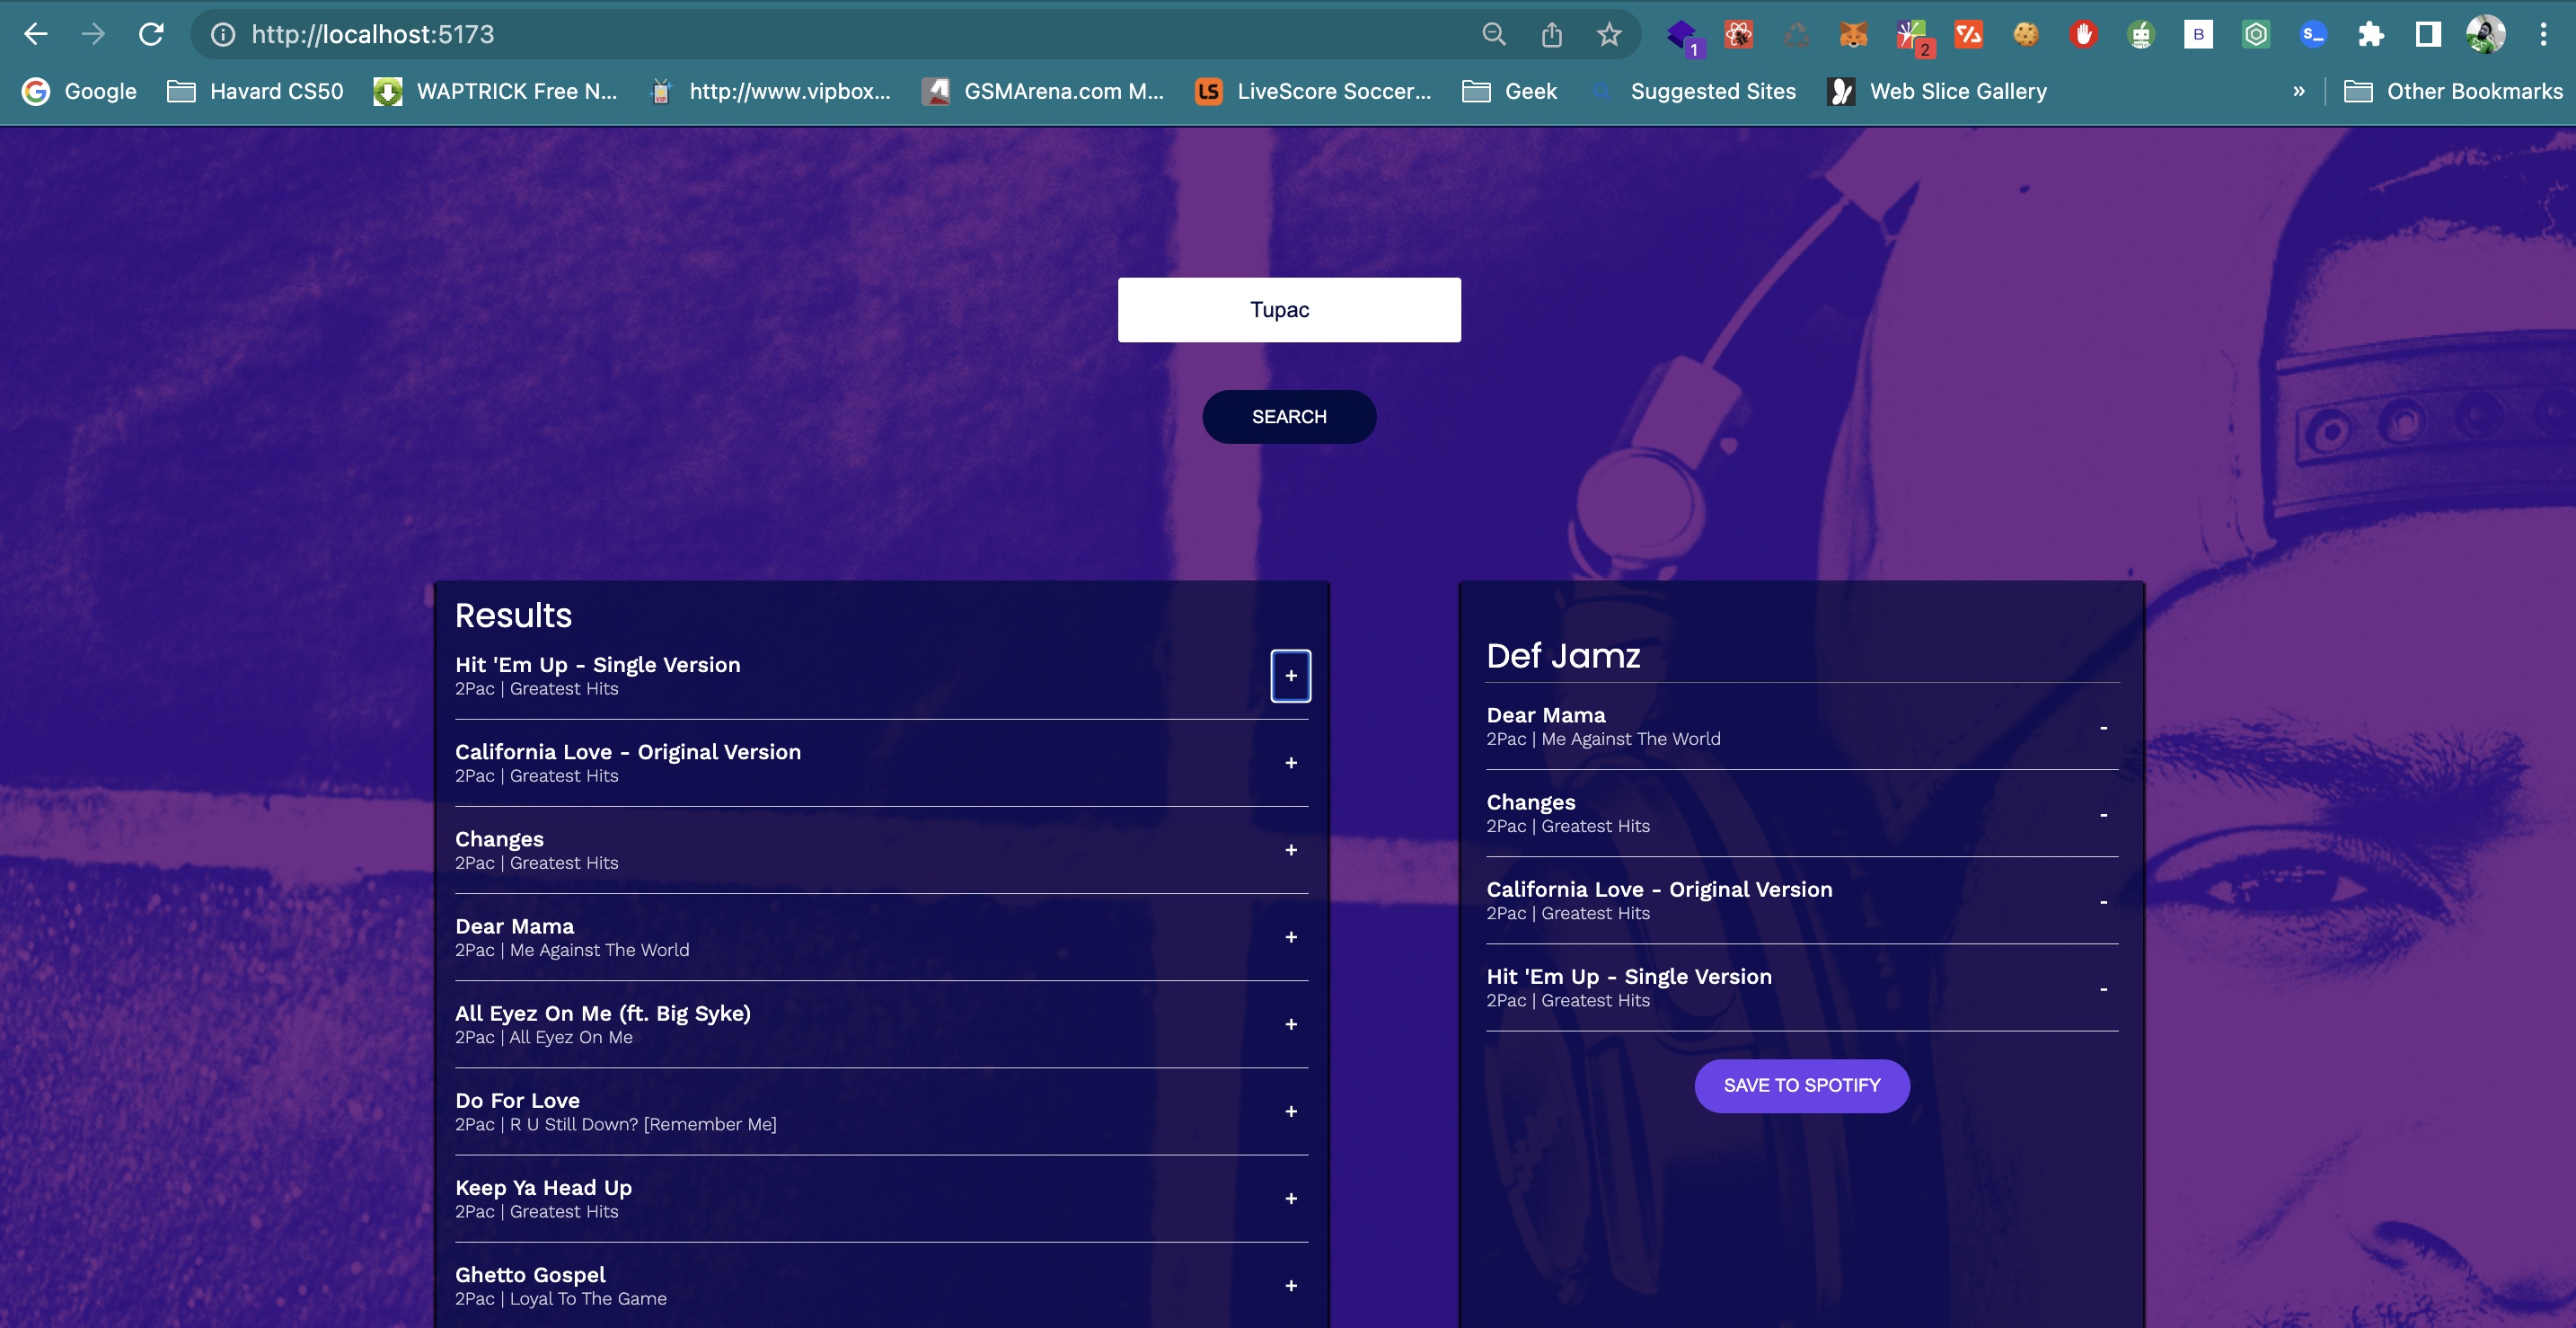 http://localhost:5173
1
2
B
S_
Google
Havard CS50
WAPTRICK Free N...
VIP
http://www.vipbox...
GSMArena.com M...
LS
LiveScore Soccer...
Geek
Suggested Sites
Web Slice Gallery
»
Other Bookmarks
Tupac
SEARCH
Results
Hit 'Em Up - Single Version
2Pac | Greatest Hits
+
California Love - Original Version
2Pac | Greatest Hits
+
Changes
2Pac | Greatest Hits
+
Dear Mama
2Pac | Me Against The World
+
All Eyez On Me (ft. Big Syke)
2Pac | All Eyez On Me
+
Do For Love
2Pac | R U Still Down? [Remember Me]
+
Keep Ya Head Up
2Pac | Greatest Hits
+
Ghetto Gospel
2Pac | Loyal To The Game
+
Def Jamz
Dear Mama
2Pac | Me Against The World
-
Changes
2Pac | Greatest Hits
-
California Love - Original Version
2Pac | Greatest Hits
-
Hit 'Em Up - Single Version
2Pac | Greatest Hits
-
SAVE TO SPOTIFY